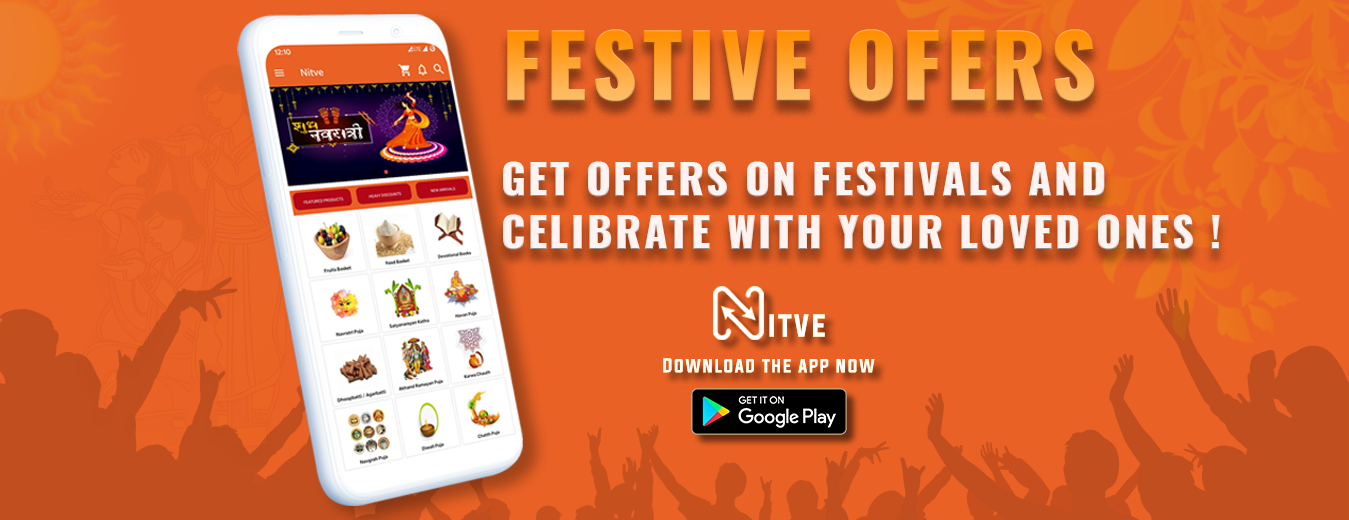 FESTIVE OFERS
GET OFFERS ON FESTIVALS AND
CELIBRATE WITH YOUR LOVED ONES !
NITVE
DOWNLOAD THE APP NOW
GET IT ON
Google Play
12:10
Nitve
शुभ
नवरात्री
FEATURED PRODUCTS
HEAVY DISCOUNTS
NEW ARRIVALS
Fruits Basket
Food Basket
Devotional Books
Navratri Puja
Satyanarayan Katha
Havan Puja
Dhoopbatti / Agarbatti
Akhand Ramayan Puja
Karwa Chauth
Navgrah Puja
Diwali Puja
Chatth Puja